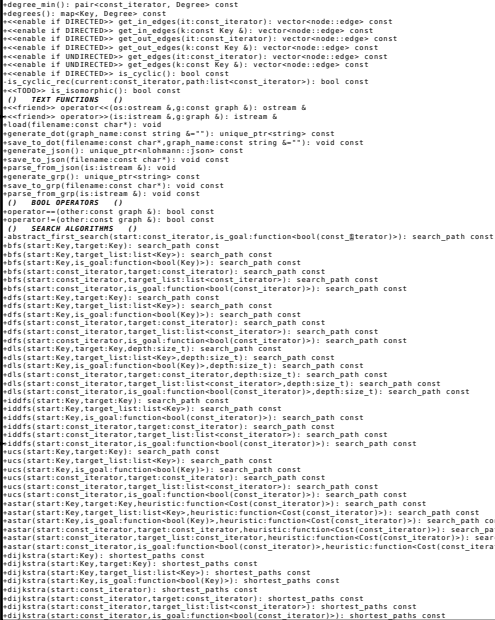 +degree_min(): pair<const_iterator, Degree> const
+degrees(): map<Key, Degree> const
+<<enable if DIRECTED>> get_in_edges(it:const_iterator): vector<node::edge> const
+<<enable if DIRECTED>> get_in_edges(k:const Key &): vector<node::edge> const
+<<enable if DIRECTED>> get_out_edges(it:const_iterator): vector<node::edge> const
+<<enable if DIRECTED>> get_out_edges(k:const Key &): vector<node::edge> const
+<<enable if UNDIRECTED>> get_edges(it:const_iterator): vector<node::edge> const
+<<enable if UNDIRECTED>> get_edges(k:const Key &): vector<node::edge> const
+<<enable if DIRECTED>> is_cyclic(): bool const
-is_cyclic_rec(current:const_iterator,path:list<const_iterator>): bool const
+<<TODO>> is_isomorphic(): bool const
() TEXT FUNCTIONS ()
+<<friend>> operator<<(os:ostream &,g:const graph &): ostream &
+<<friend>> operator>>(is:istream &,g:graph &): istream &
+load(filename:const char*): void
+generate_dot(graph_name:const string &=""): unique_ptr<string> const
+save_to_dot(filename:const char*,graph_name:const string &=""): void const
+generate_json(): unique_ptr<nlohmann::json> const
+save_to_json(filename:const char*): void const
+parse_from_json(is:istream &): void
+generate_grp(): unique_ptr<string> const
+save_to_grp(filename:const char*): void const
+parse_from_grp(is:istream &): void const
() BOOL OPERATORS ()
+operator==(other:const graph &): bool const
+operator!=(other:const graph &): bool const
() SEARCH ALGORITHMS ()
-abstract_first_search(start:const_iterator,is_goal:function<bool(const_iterator)>): search_path const
+bfs(start:Key,target:Key): search_path const
+bfs(start:Key,target_list:list<Key>): search_path const
+bfs(start:Key,is_goal:function<bool(Key)>): search_path const
+bfs(start:const_iterator,target:const_iterator): search_path const
+bfs(start:const_iterator,target_list:list<const_iterator>): search_path const
+bfs(start:const_iterator,is_goal:function<bool(const_iterator)>): search_path const
+dfs(start:Key,target:Key): search_path const
+dfs(start:Key,target_list:list<Key>): search_path const
+dfs(start:Key,is_goal:function<bool(Key)>): search_path const
+dfs(start:const_iterator,target:const_iterator): search_path const
+dfs(start:const_iterator,target_list:list<const_iterator>): search_path const
+dfs(start:const_iterator,is_goal:function<bool(const_iterator)>): search_path const
+dls(start:Key,target:Key,depth:size_t): search_path const
+dls(start:Key,target_list:list<Key>,depth:size_t): search_path const
+dls(start:Key,is_goal:function<bool(Key)>,depth:size_t): search_path const
+dls(start:const_iterator,target:const_iterator,depth:size_t): search_path const
+dls(start:const_iterator,target_list:list<const_iterator>,depth:size_t): search_path const
+dls(start:const_iterator,is_goal:function<bool(const_iterator)>,depth:size_t): search_path const
+iddfs(start:Key,target:Key): search_path const
+iddfs(start:Key,target_list:list<Key>): search_path const
+iddfs(start:Key,is_goal:function<bool(const_iterator)>): search_path const
+iddfs(start:const_iterator,target:const_iterator): search_path const
+iddfs(start:const_iterator,target_list:list<const_iterator>): search_path const
+iddfs(start:const_iterator,is_goal:function<bool(const_iterator)>): search_path const
+ucs(start:Key,target:Key): search_path const
+ucs(start:Key,target_list:list<Key>): search_path const
+ucs(start:Key,is_goal:function<bool(Key)>): search_path const
+ucs(start:const_iterator,target:const_iterator): search_path const
+ucs(start:const_iterator,target_list:list<const_iterator>): search_path const
+ucs(start:const_iterator,is_goal:function<bool(const_iterator)>): search_path const
+astar(start:Key,target:Key,heuristic:function<Cost(const_iterator)>): search_path const
+astar(start:Key,target_list:list<Key>,heuristic:function<Cost(const_iterator)>): search_path const
+astar(start:Key,is_goal:function<bool(Key)>,heuristic:function<Cost(const_iterator)>): search_path co
+astar(start:const_iterator,target:const_iterator,heuristic:function<Cost(const_iterator)>): search_pa
+astar(start:const_iterator,target_list:const_iterator,heuristic:function<Cost(const_iterator)>): sear
+astar(start:const_iterator,is_goal:function<bool(const_iterator)>,heuristic:function<Cost(const_itera
+dijkstra(start:Key): shortest_paths const
+dijkstra(start:Key,target:Key): shortest_paths const
+dijkstra(start:Key,target_list:list<Key>): shortest_paths const
+dijkstra(start:Key,is_goal:function<bool(Key)>): shortest_paths const
+dijkstra(start:const_iterator): shortest_paths const
+dijkstra(start:const_iterator,target:const_iterator): shortest_paths const
+dijkstra(start:const_iterator,target_list:list<const_iterator>): shortest_paths const
+dijkstra(start:const_iterator,is_goal:function<bool(const_iterator)>): shortest_paths const